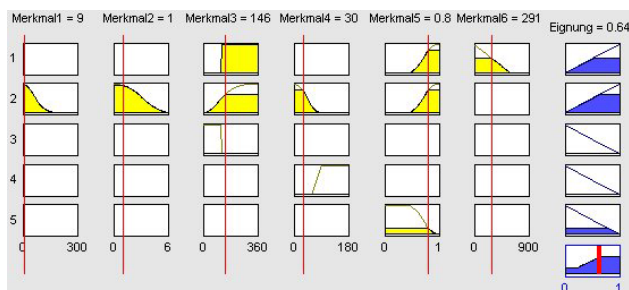 Merkmal1 = 9 Merkmal2 = 1 Merkmal3 = 146 Merkmal4 = 30 Merkmal5 = 0.8 Merkmal6 = 291
Eignung = 0.64
1
2
3
4
5
0 300 0 6 0 360 0 180 0 1 0 900
0 1